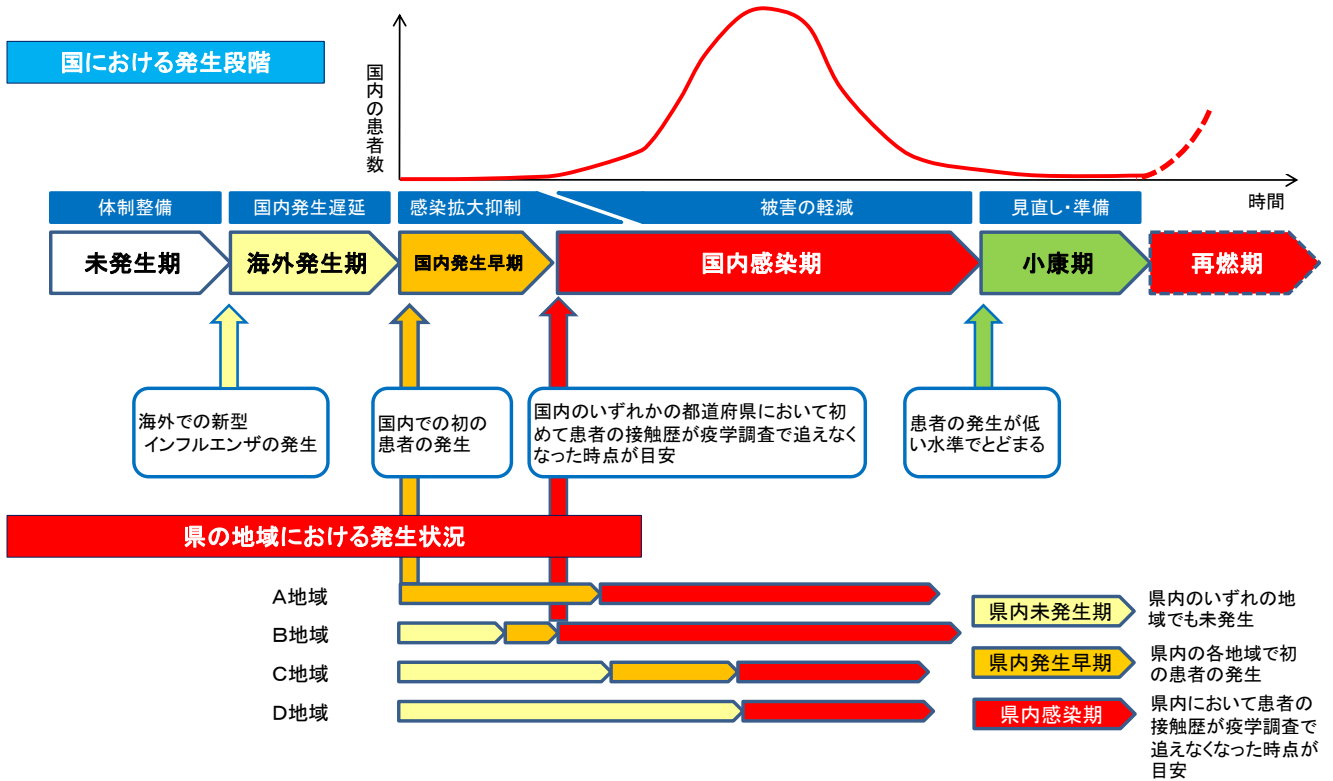 国における発生段階
国内の患者数
時間
体制整備
国内発生遅延
感染拡大抑制
被害の軽減
見直し・準備
未発生期
海外発生期
国内発生早期
国内感染期
小康期
再燃期
海外での新型
インフルエンザの発生
国内での初の
患者の発生
国内のいずれかの都道府県において初
めて患者の接触歴が疫学調査で追えなく
なった時点が目安
患者の発生が低
い水準でとどまる
県の地域における発生状況
A地域
B地域
C地域
D地域
県内未発生期
県内のいずれの地
域でも未発生
県内発生早期
県内の各地域で初
の患者の発生
県内感染期
県内において患者の
接触歴が疫学調査で
追えなくなった時点が
目安